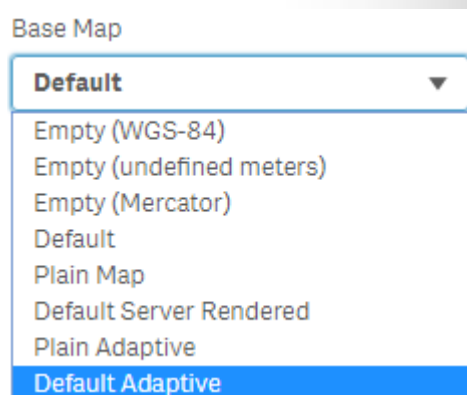 Base Map
Default
Empty (WGS-84)
Empty (undefined meters)
Empty (Mercator)
Default
Plain Map
Default Server Rendered
Plain Adaptive
Default Adaptive